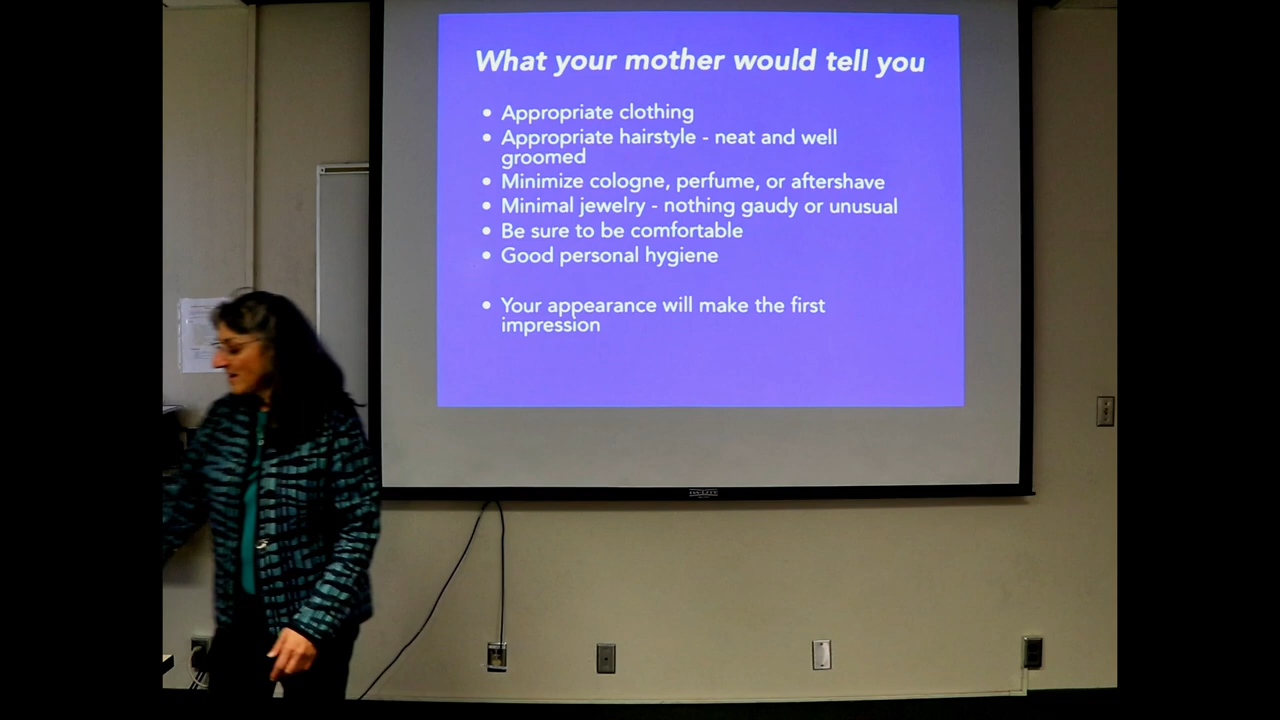 What your mother would tell you
• Appropriate clothing
• Appropriate hairstyle - neat and well
groomed
• Minimize cologne, perfume, or aftershave
• Minimal jewelry - nothing gaudy or unusual
• Be sure to be comfortable
• Good personal hygiene
• Your appearance will make the first
impression